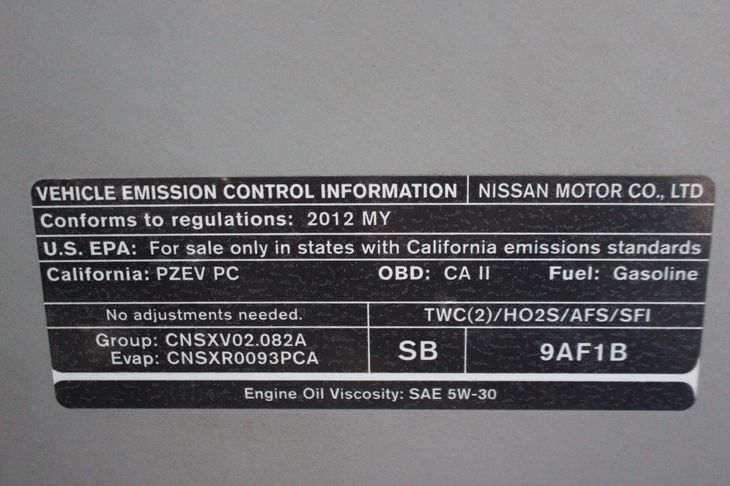 VEHICLE EMISSION CONTROL INFORMATION NISSAN MOTOR CO., LTD
Conforms to regulations: 2012 MY
U.S. EPA: For sale only in states with California emissions standards
California: PZEV PC OBD: CA II Fuel: Gasoline
No adjustments needed. TWC(2)/HO2S/AFS/SFI
Group: CNSXV02.082A
Evap: CNSXR0093PCA
SB
9AF1B
Engine Oil Viscosity: SAE 5W-30